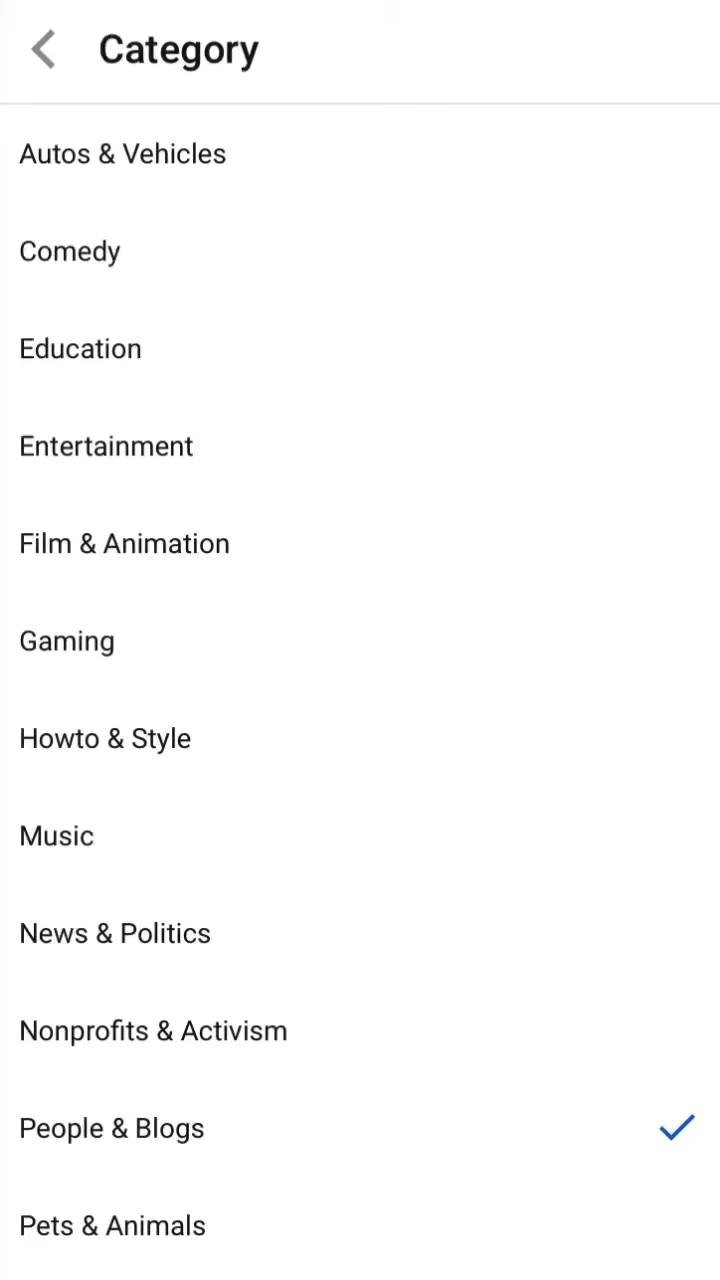 Category
Autos & Vehicles
Comedy
Education
Entertainment
Film & Animation
Gaming
Howto & Style
Music
News & Politics
Nonprofits & Activism
People & Blogs
Pets & Animals